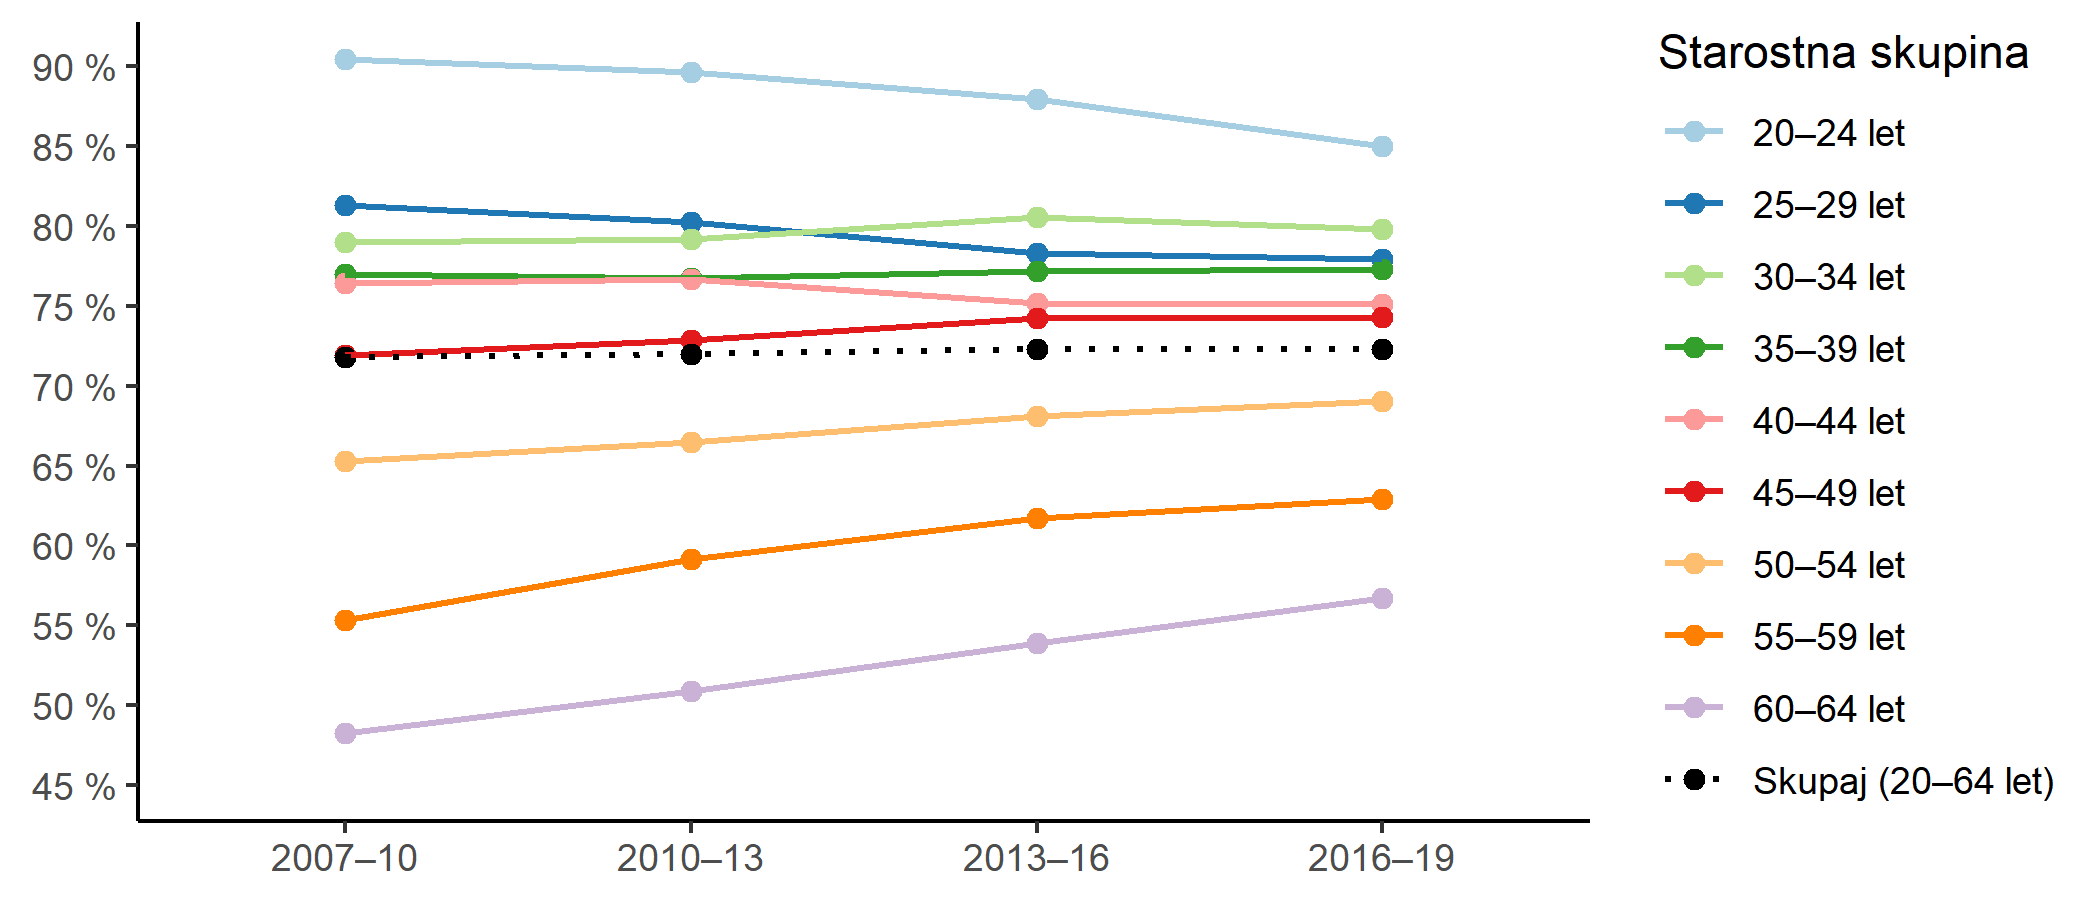 90 %
85 %
80 %
75 %
70 %
65 %
60 %
55 %
50 %
45 %
2007–10
2010–13
2013–16
2016–19
Starostna skupina
20–24 let
25–29 let
30–34 let
35–39 let
40–44 let
45–49 let
50–54 let
55–59 let
60–64 let
Skupaj (20–64 let)